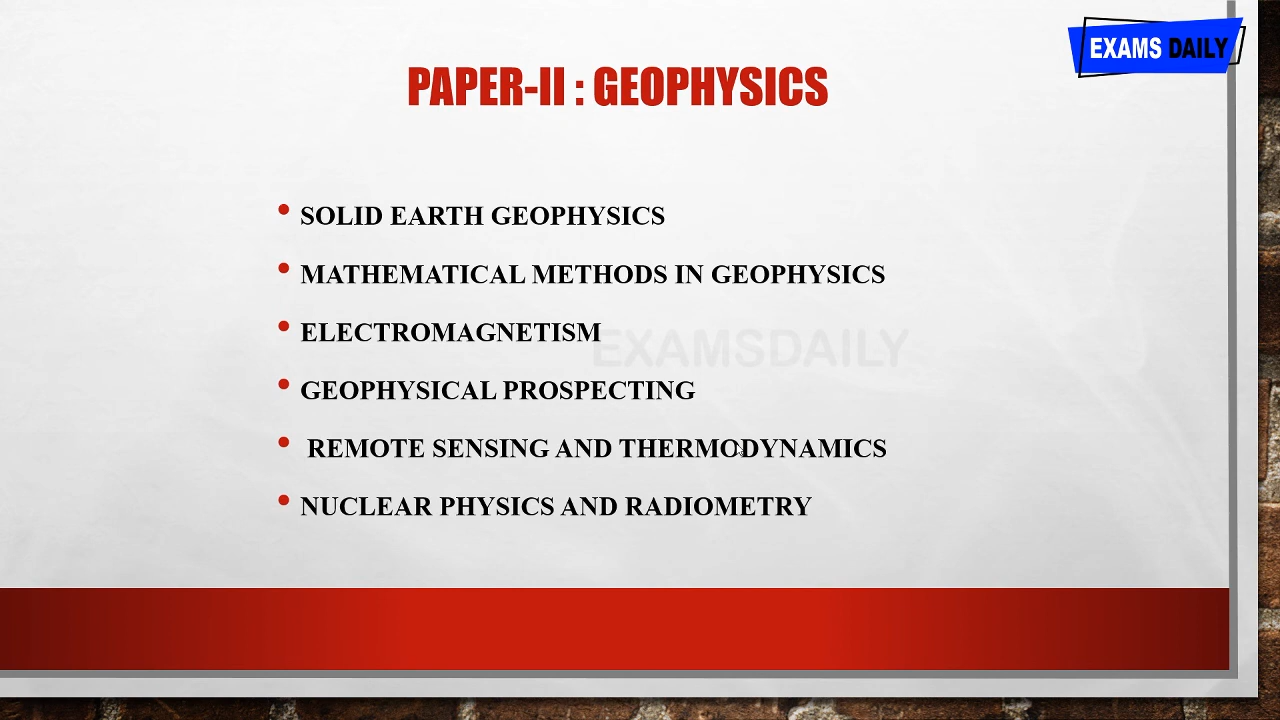 EXAMS DAILY
PAPER-II : GEOPHYSICS
• SOLID EARTH GEOPHYSICS
• MATHEMATICAL METHODS IN GEOPHYSICS
• ELECTROMAGNETISM
EXAMSDAILY
• GEOPHYSICAL PROSPECTING
• REMOTE SENSING AND THERMODYNAMICS
• NUCLEAR PHYSICS AND RADIOMETRY